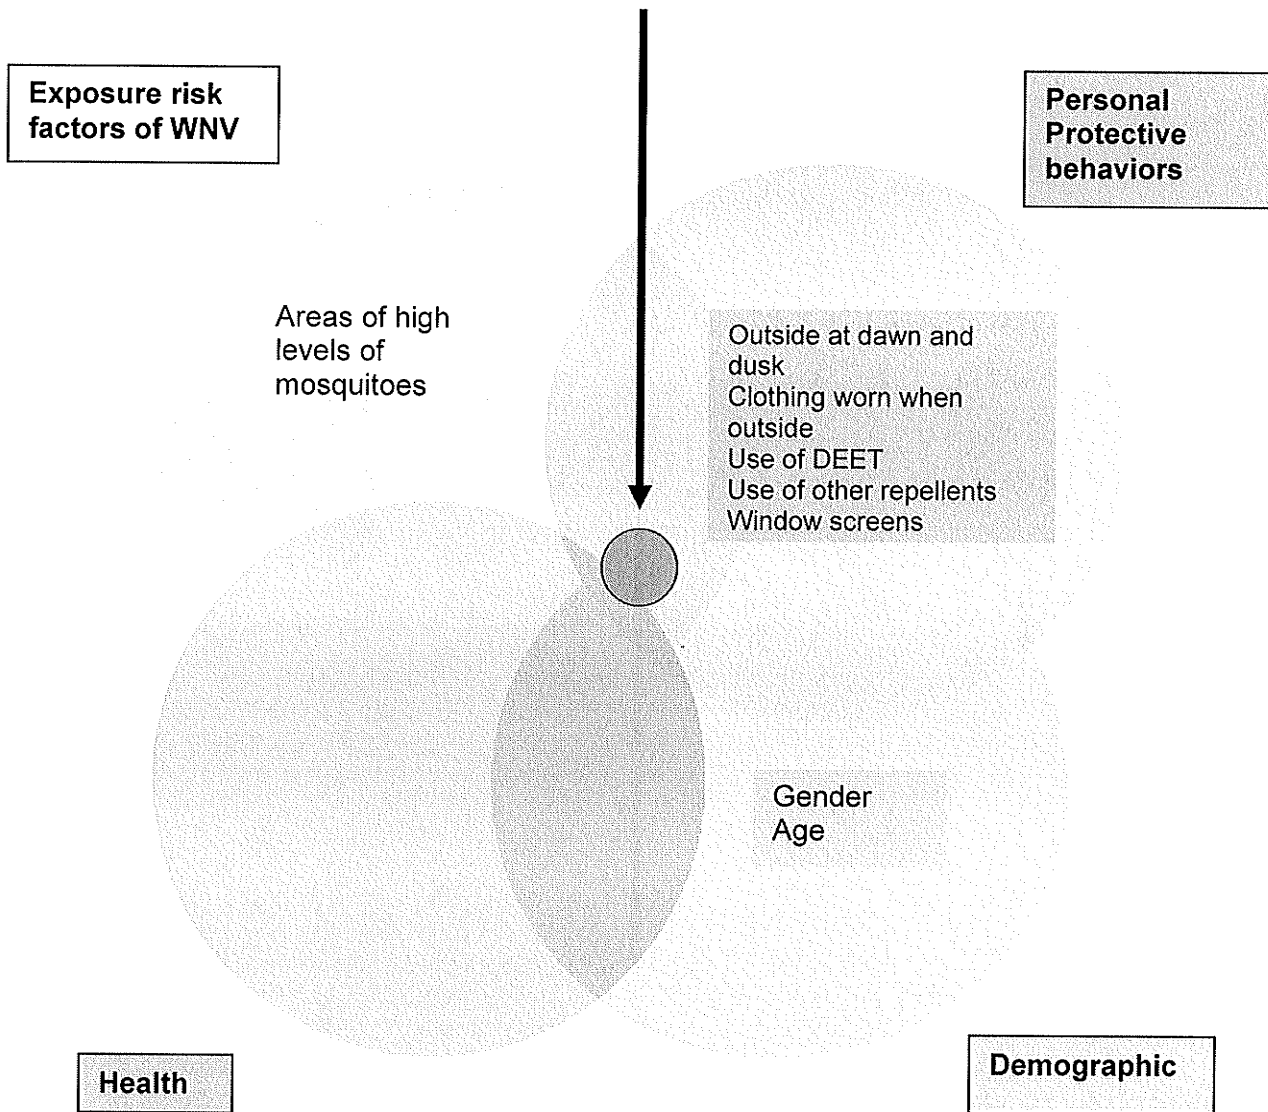 Exposure risk
factors of WNV
Personal
Protective
behaviors
Areas of high
levels of
mosquitoes
Outside at dawn and
dusk
Clothing worn when
outside
Use of DEET
Use of other repellents
Window screens
Gender
Age
Health
Demographic